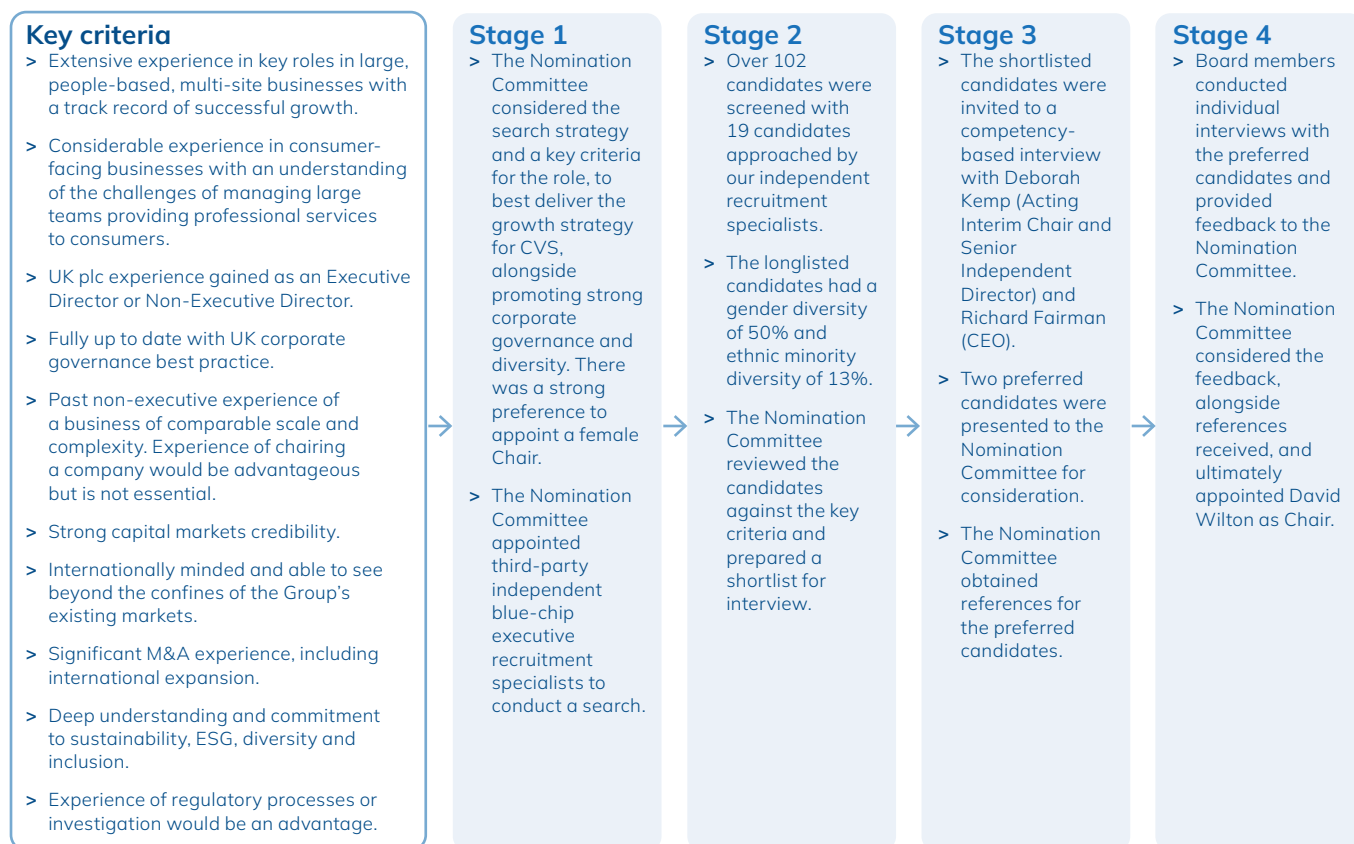 Key criteria
> Extensive experience in key roles in large,
people-based, multi-site businesses with
a track record of successful growth.
> Considerable experience in consumer-
facing businesses with an understanding
of the challenges of managing large
teams providing professional services
to consumers.
> UK plc experience gained as an Executive
Director or Non-Executive Director.
> Fully up to date with UK corporate
governance best practice.
> Past non-executive experience of
a business of comparable scale and
complexity. Experience of chairing
a company would be advantageous
but is not essential.
> Strong capital markets credibility.
> Internationally minded and able to see
beyond the confines of the Group's
existing markets.
> Significant M&A experience, including
international expansion.
> Deep understanding and commitment
to sustainability, ESG, diversity and
inclusion.
> Experience of regulatory processes or
investigation would be an advantage.
Stage 1
> The Nomination
Committee
considered the
search strategy
and a key criteria
for the role, to
best deliver the
growth strategy
for CVS,
alongside
promoting strong
corporate
governance and
diversity. There
was a strong
preference to
appoint a female
Chair.
> The Nomination
Committee
appointed
third-party
independent
blue-chip
executive
recruitment
specialists to
conduct a search.
Stage 2
> Over 102
candidates were
screened with
19 candidates
approached by
our independent
recruitment
specialists.
> The longlisted
candidates had a
gender diversity
of 50% and
ethnic minority
diversity of 13%.
> The Nomination
Committee
reviewed the
candidates
against the key
criteria and
prepared a
shortlist for
interview.
Stage 3
> The shortlisted
candidates were
invited to a
competency-
based interview
with Deborah
Kemp (Acting
Interim Chair and
Senior
Independent
Director) and
Richard Fairman
(CEO).
> Two preferred
candidates were
presented to the
Nomination
Committee for
consideration.
> The Nomination
Committee
obtained
references for
the preferred
candidates.
Stage 4
> Board members
conducted
individual
interviews with
the preferred
candidates and
provided
feedback to the
Nomination
Committee.
> The Nomination
Committee
considered the
feedback,
alongside
references
received, and
ultimately
appointed David
Wilton as Chair.